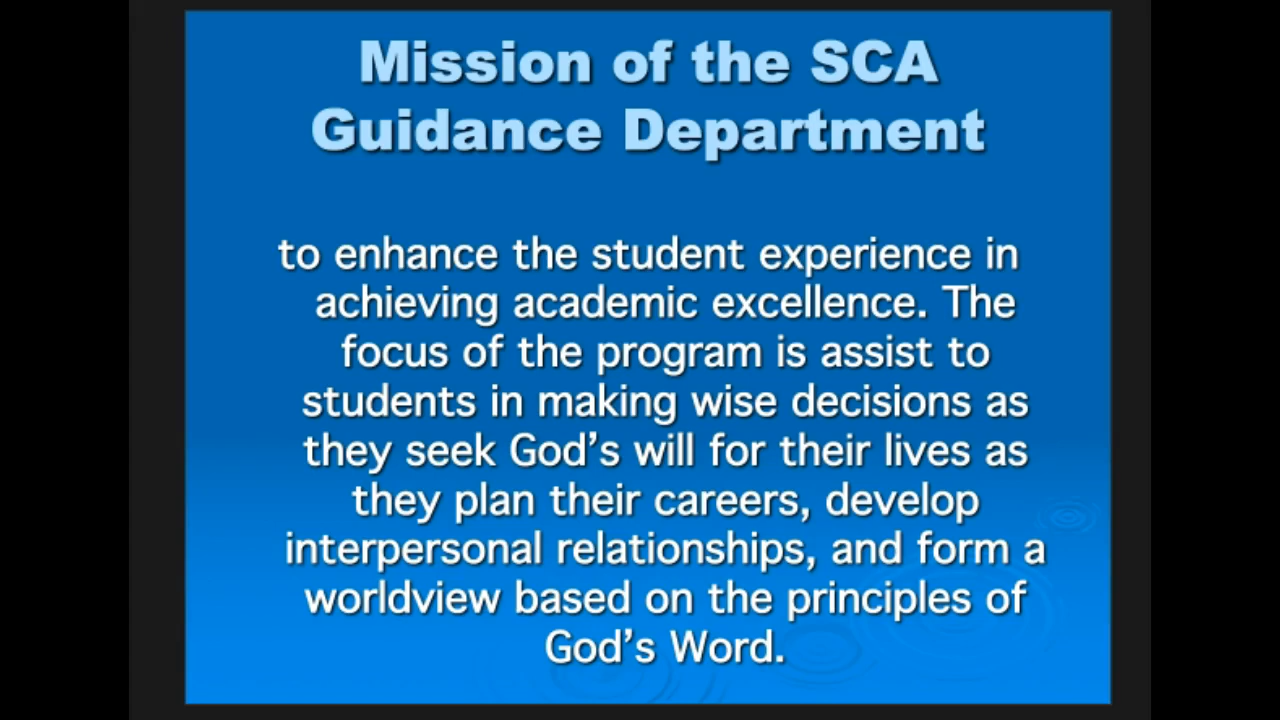 Mission of the SCA
Guidance Department
to enhance the student experience in
achieving academic excellence. The
focus of the program is assist to
students in making wise decisions as
they seek God’s will for their lives as
they plan their careers, develop
interpersonal relationships, and form a
worldview based on the principles of
God’s Word.